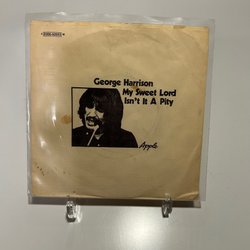 George Harrison
My Sweet Lord
Isn't It A Pity
Apple